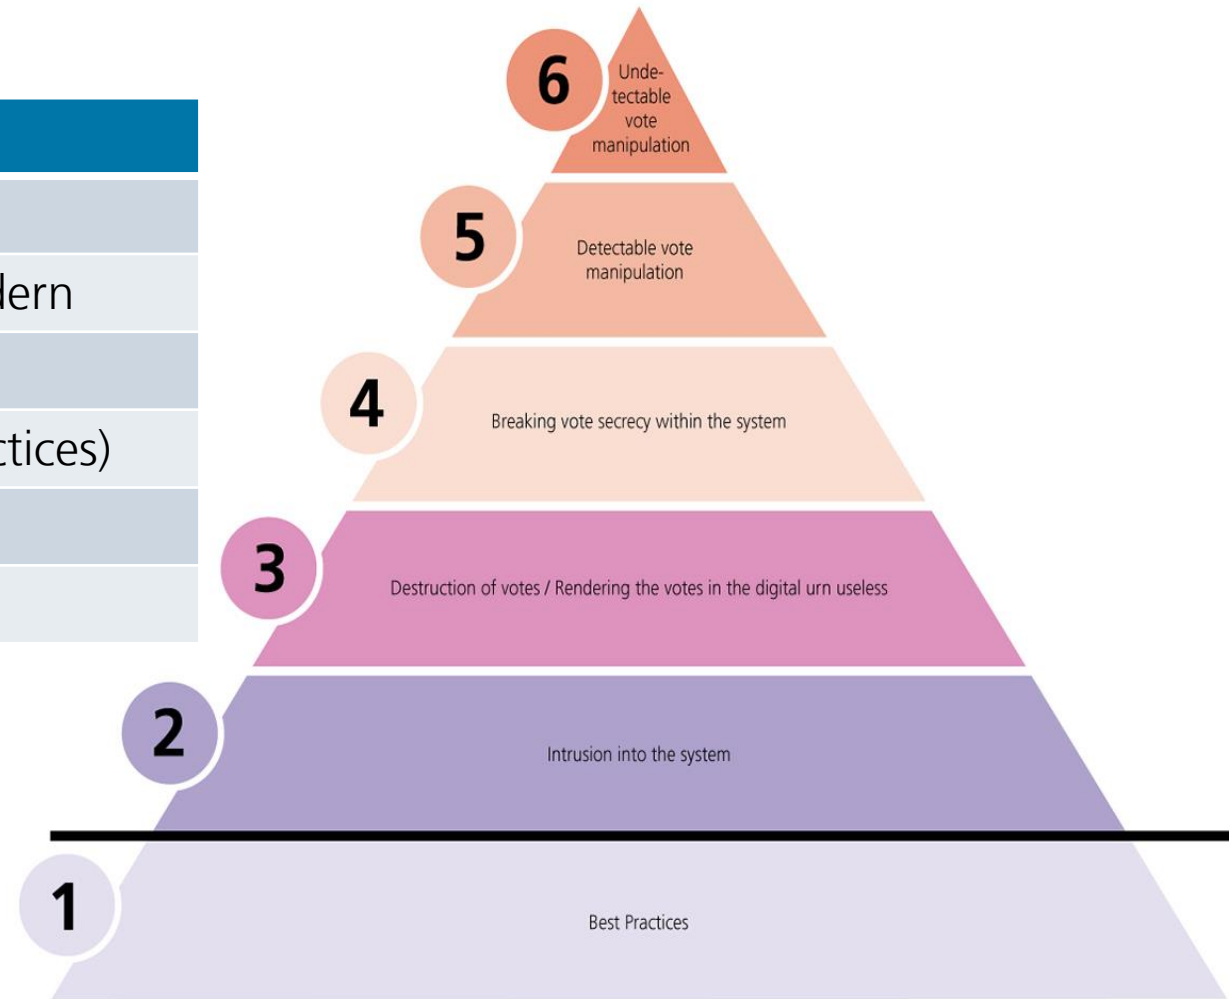 dern
ctices)
6
Unde-
tectable
vote
manipulation
5
Detectable vote
manipulation
4
Breaking vote secrecy within the system
3
Destruction of votes / Rendering the votes in the digital urn useless
2
Intrusion into the system
1
Best Practices